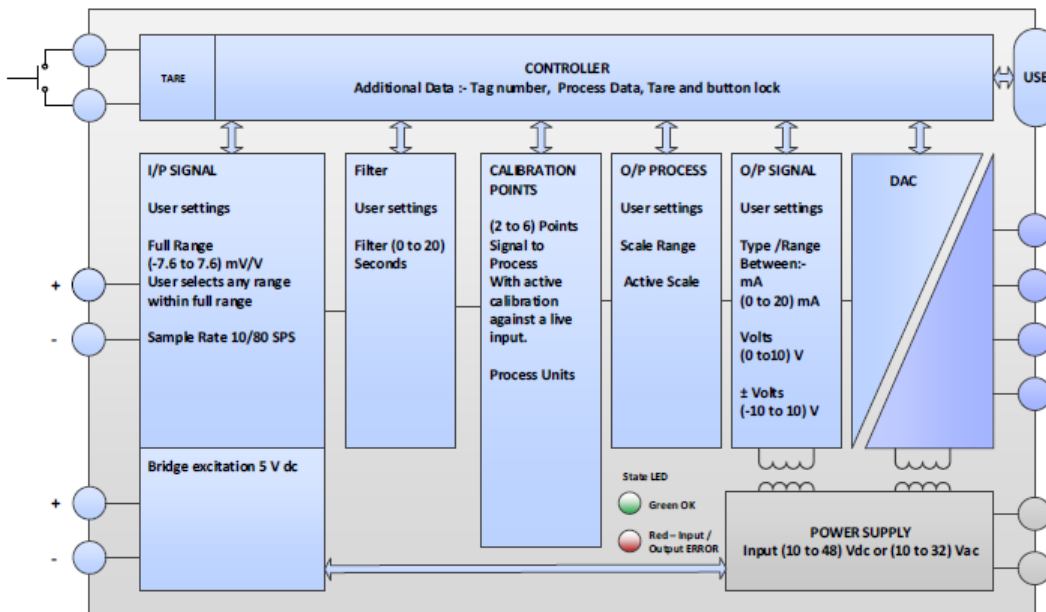 TARE
CONTROLLER
Additional Data :- Tag number, Process Data, Tare and button lock
USB
I/P SIGNAL
User settings
Full Range
(-7.6 to 7.6) mV/V
User selects any range
within full range
Sample Rate 10/80 SPS
Filter
User settings
Filter (0 to 20)
Seconds
CALIBRATION
POINTS
(2 to 6) Points
Signal to
Process
With active
calibration
against a live
input.
Process Units
O/P PROCESS
User settings
Scale Range
Active Scale
O/P SIGNAL
User settings
Type /Range
Between:-
mA
(0 to 20) mA
Volts
(0 to10) V
± Volts
(-10 to 10) V
DAC
+
-
Bridge excitation 5 V dc
+
-
State LED
Green OK
Red – Input /
Output ERROR
POWER SUPPLY
Input (10 to 48) Vdc or (10 to 32) Vac